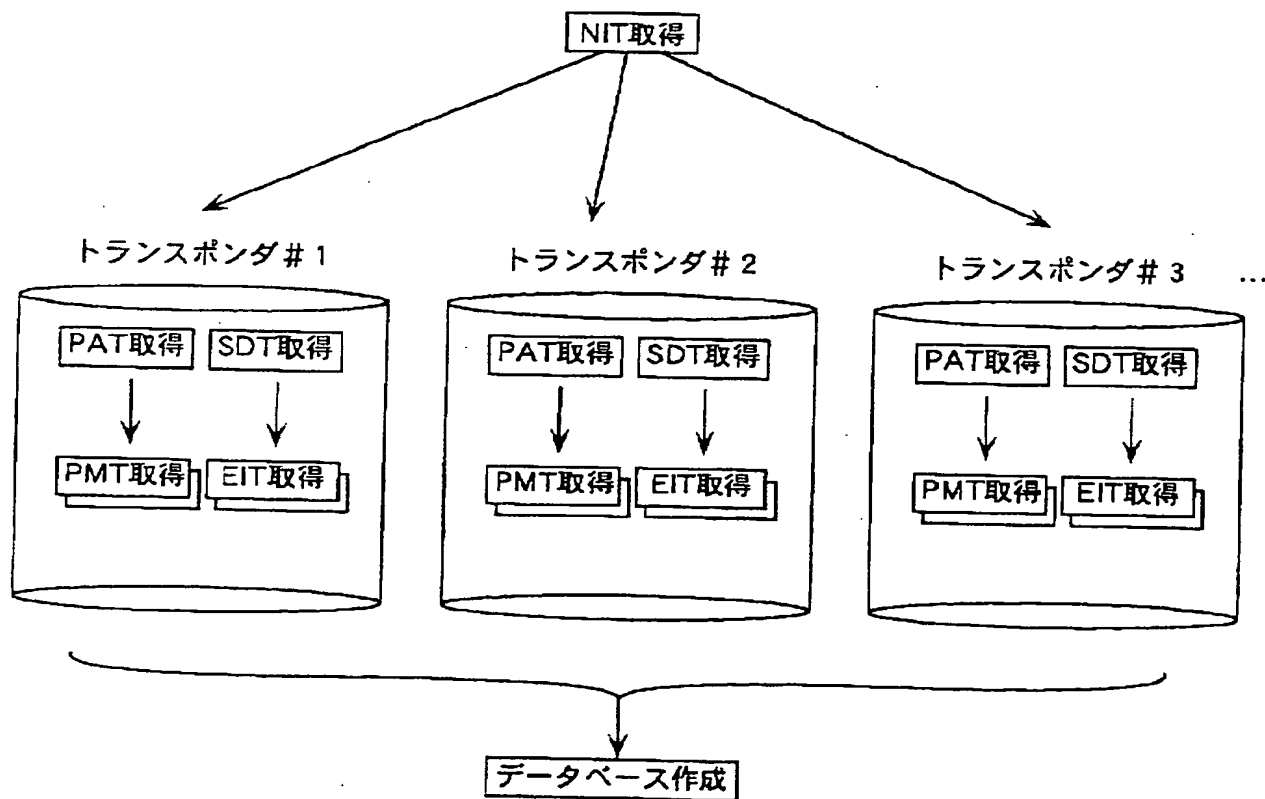 NIT取得
トランスポンダ#1
トランスポンダ#2
トランスポンダ#3 …
PAT取得 SDT取得
PMT取得 EIT取得
PAT取得 SDT取得
PMT取得 EIT取得
PAT取得 SDT取得
PMT取得 EIT取得
データベース作成